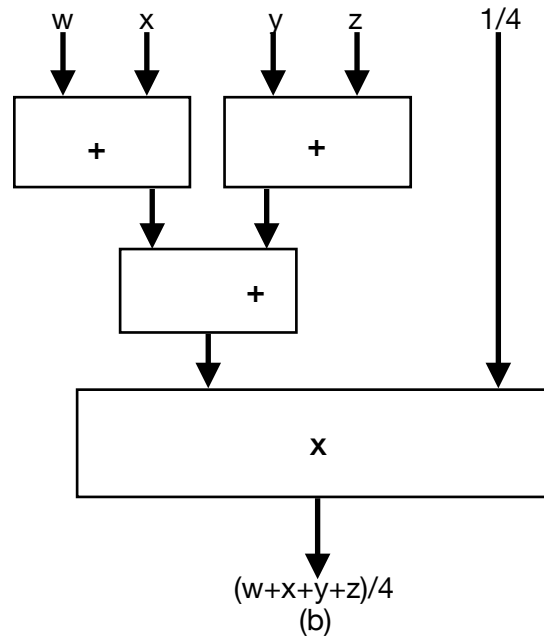 w x y z 1/4
+ +
+
x
(w+x+y+z)/4
(b)